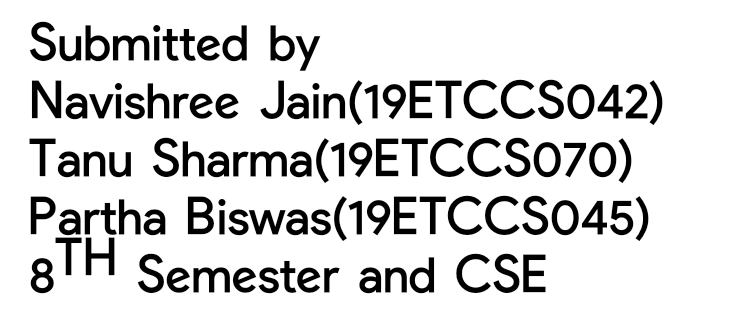 Submitted by
Navishree Jain(19ETCCS042)
Tanu Sharma(19ETCCS070)
Partha Biswas(19ETCCS045)
8TH Semester and CSE